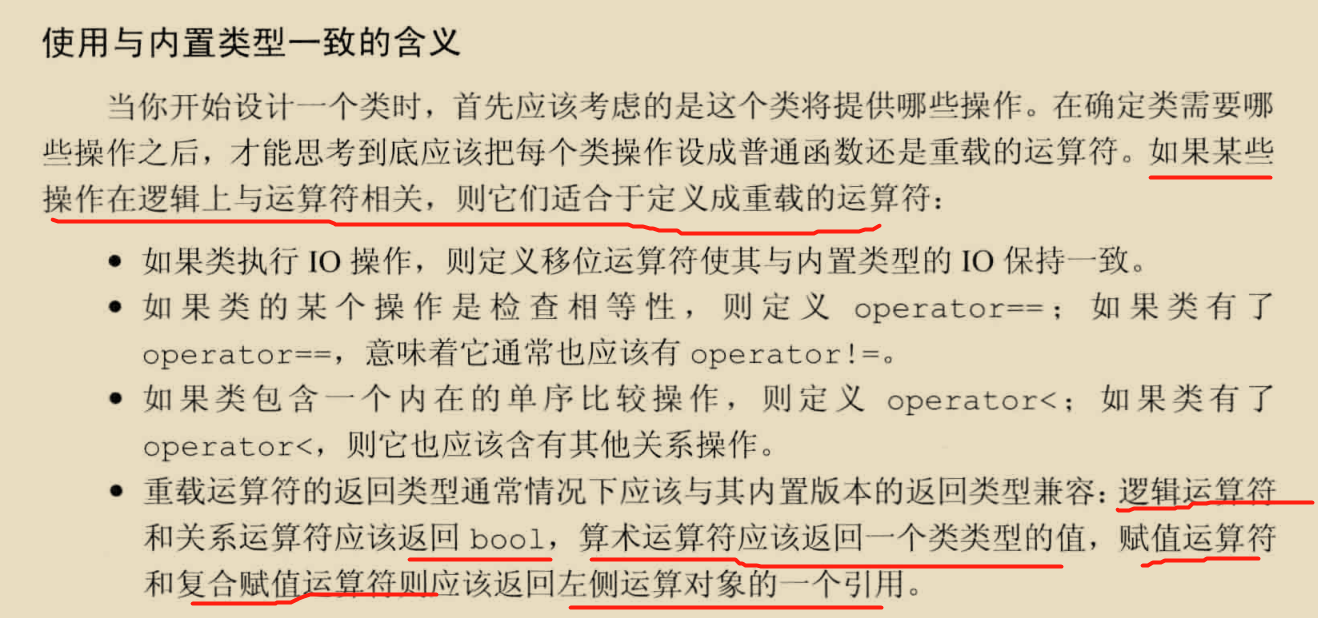 使用与内置类型一致的含义
当你开始设计一个类时，首先应该考虑的是这个类将提供哪些操作。在确定类需要哪
些操作之后，才能思考到底应该把每个类操作设成普通函数还是重载的运算符。如果某些
操作在逻辑上与运算符相关，则它们适合于定义成重载的运算符：
● 如果类执行 IO 操作，则定义移位运算符使其与内置类型的 IO 保持一致。
● 如果类的某个操作是检查相等性，则定义 operator==；如果类有了
operator==，意味着它通常也应该有 operator!=。
● 如果类包含一个内在的单序比较操作，则定义 operator<；如果类有了
operator<，则它也应该含有其他关系操作。
● 重载运算符的返回类型通常情况下应该与其内置版本的返回类型兼容：逻辑运算符
和关系运算符应该返回 bool，算术运算符应该返回一个类类型的值，赋值运算符
和复合赋值运算符则应该返回左侧运算对象的一个引用。